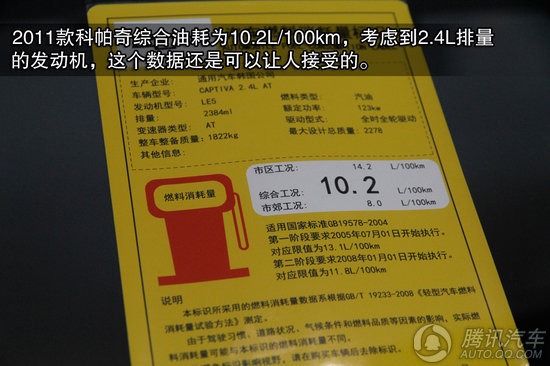 2011款科帕奇综合油耗为10.2L/100km，考虑到2.4L排量
的发动机，这个数据还是可以让人接受的。
生产企业： 通用汽车韩国公司
车辆型号： CAPTIVA 2.4L AT
发动机型号： LE5 燃料类型： 汽油
排量： 2384ml 额定功率： 123kw
变速器类型： AT 驱动型式： 全时全轮驱动
整车整备质量： 1822kg 最大设计总质量： 2278
其他信息：
市区工况： 14.2 L/100km
燃料消耗量
综合工况： 10.2 L/100km
市郊工况： 8.0 L/100km
适用国家标准GB19578-2004
第一阶段要求2005年07月01日开始执行。
对应限值为13.1L/100km
第二阶段要求2008年01月01日开始执行。
对应限值为11.8L/100km
说明
本标识所采用的燃料消耗量数据系根据GB/T 19233-2008《轻型汽车燃料
消耗量试验方法》测定。
由于驾驶习惯、道路状况、气候条件和燃料品质等因素的影响，实际燃
料消耗量可能与本标识的燃料消耗量不同。
影响视野，请在购买车辆后去除标识。
腾讯汽车
AUTO.QQ.COM